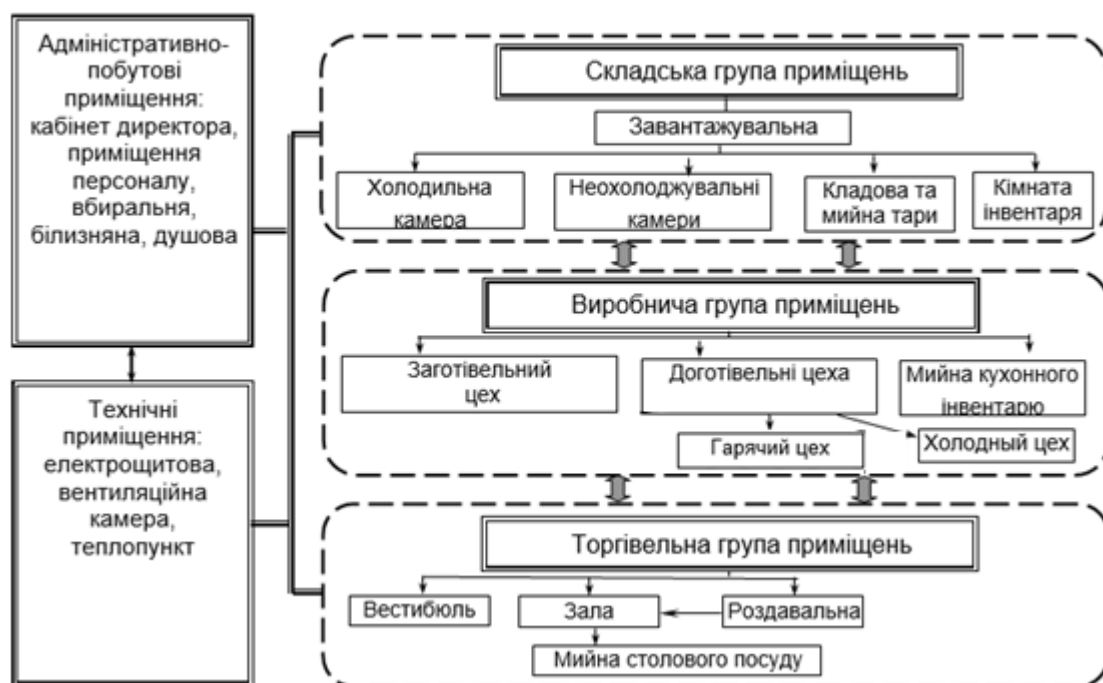 Адміністративно-
побутові
приміщення:
кабінет директора,
приміщення
персоналу,
вбиральня,
білизняна, душова
Технічні
приміщення:
електрощитова,
вентиляційна
камера,
теплопункт
Складська група приміщень
Завантажувальна
Холодильна
камера
Неохолоджувальні
камери
Кладова та
мийна тари
Кімната
інвентаря
Виробнича група приміщень
Заготівельний
цех
Доготівельні цеха
Мийна кухонного
інвентарю
Гарячий цех
Холодный цех
Торгівельна група приміщень
Вестибюль
Зала
Роздавальна
Мийна столового посуду